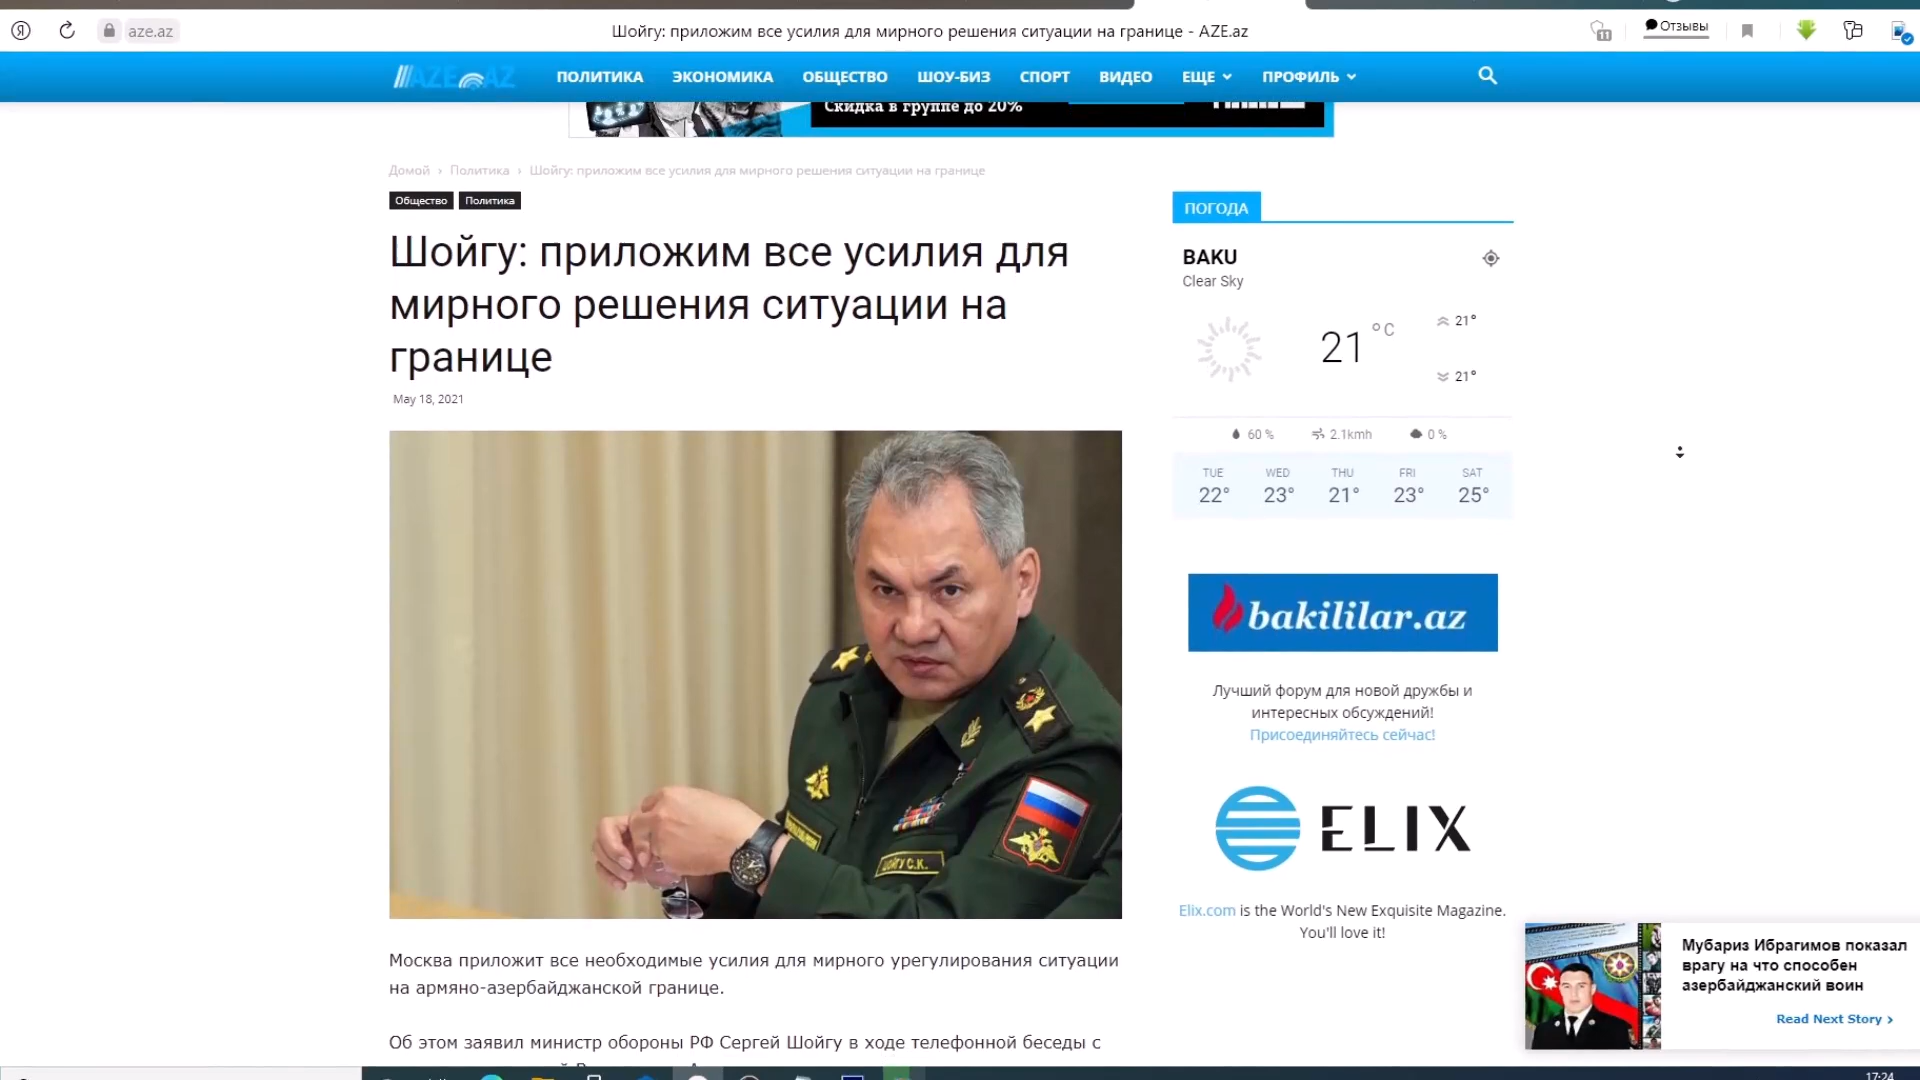 aze.az
Шойгу: приложим все усилия для мирного решения ситуации на границе - AZE.az
11
Отзывы
AZE.AZ
ПОЛИТИКА
ЭКОНОМИКА
ОБЩЕСТВО
ШОУ-БИЗ
СПОРТ
ВИДЕО
ЕЩЕ
ПРОФИЛЬ
Скидка в группе до 20%
Домой › Политика › Шойгу: приложим все усилия для мирного решения ситуации на границе
Общество
Политика
Шойгу: приложим все усилия для
мирного решения ситуации на
границе
May 18, 2021
ШОЙГУ С.К.
Москва приложит все необходимые усилия для мирного урегулирования ситуации
на армяно-азербайджанской границе.
Об этом заявил министр обороны РФ Сергей Шойгу в ходе телефонной беседы с
ПОГОДА
BAKU
Clear Sky
21 °C
21°
21°
60 %
2.1kmh
0 %
TUE WED THU FRI SAT
22° 23° 21° 23° 25°
bakililar.az
Лучший форум для новой дружбы и
интересных обсуждений!
Присоединяйтесь сейчас!
ELIX
Elix.com is the World's New Exquisite Magazine.
You'll love it!
Мубариз Ибрагимов показал
врагу на что способен
азербайджанский воин
Read Next Story ›
17:24